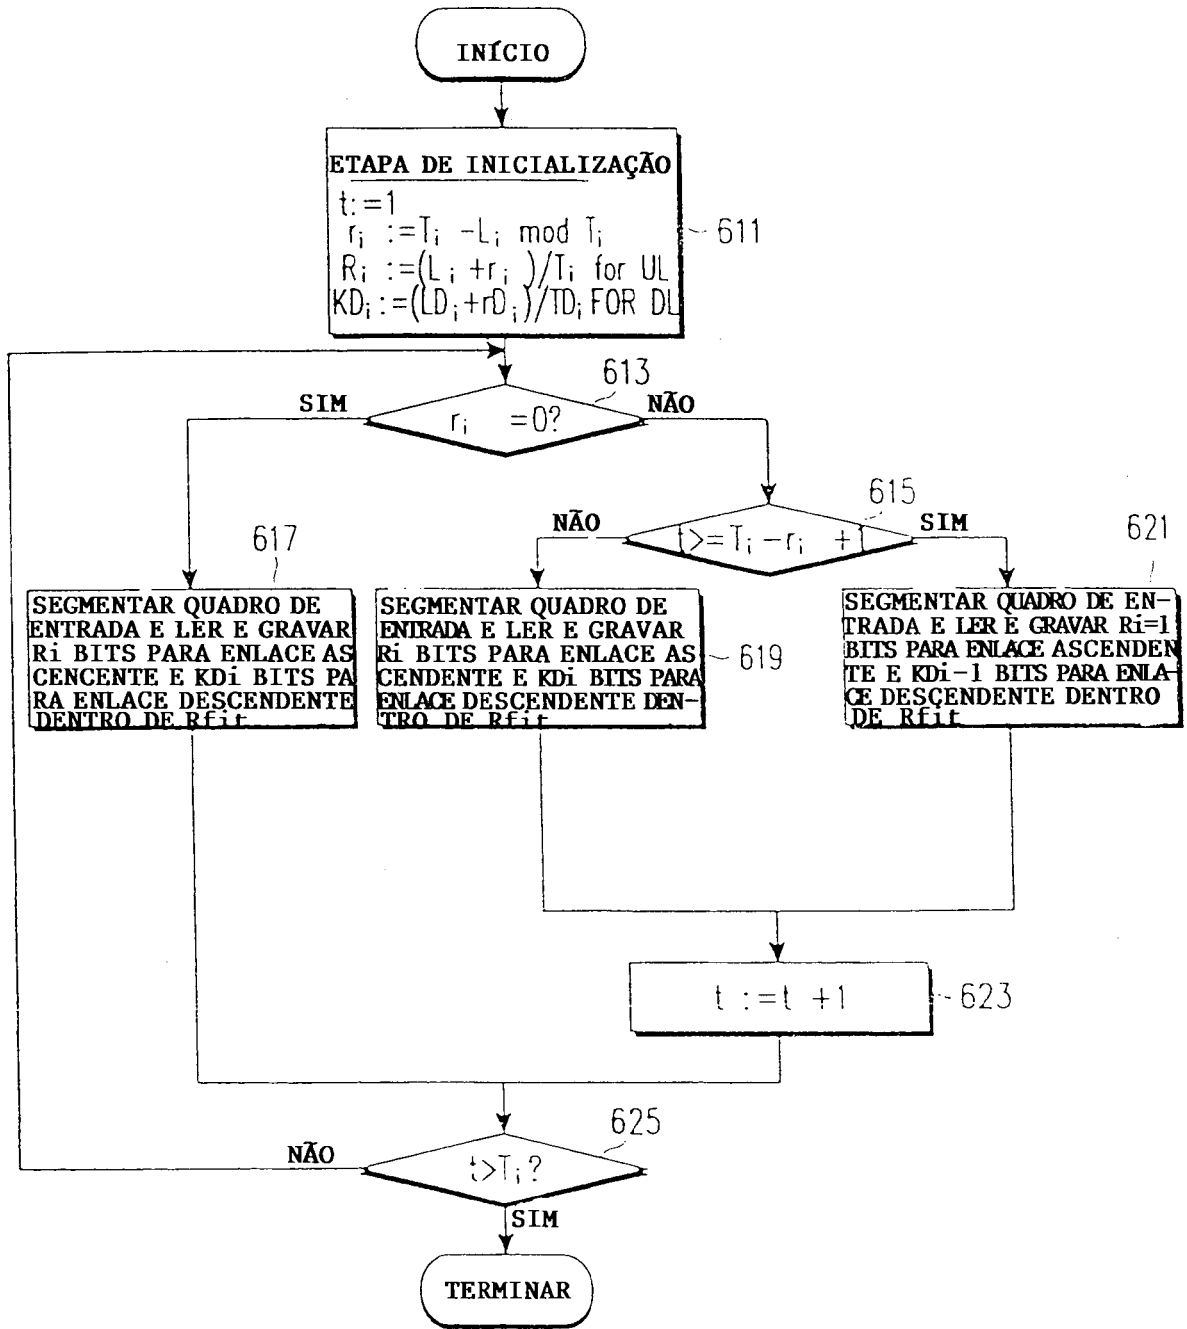 INÍCIO
ETAPA DE INICIALIZAÇÃO
t:=1
ri :=Ti -Li mod Ti
Ri :=(Li +ri )/Ti for UL
KDi:=(LDi+rDi)/TDi FOR DL
611
613
SIM
NÃO
ri =0?
615
NÃO
SIM
t>=Ti-ri +1
617
621
SEGMENTAR QUADRO DE
ENTRADA E LER E GRAVAR
Ri BITS PARA ENLACE AS
CENCENTE E KDi BITS PA
RA ENLACE DESCENDENTE
DENTRO DE Rfit
SEGMENTAR QUADRO DE
ENTRADA E LER E GRAVAR
Ri BITS PARA ENLACE AS
CENDENTE E KDi BITS PARA
ENLACE DESCENDENTE DEN-
TRO DE Rfit
619
SEGMENTAR QUADRO DE EN-
TRADA E LER E GRAVAR Ri=1
BITS PARA ENLACE ASCENDEN
TE E KDi-1 BITS PARA ENLA-
CE DESCENDENTE DENTRO
DE Rfit
t :=t +1
623
625
NÃO
t>Ti?
SIM
TERMINAR